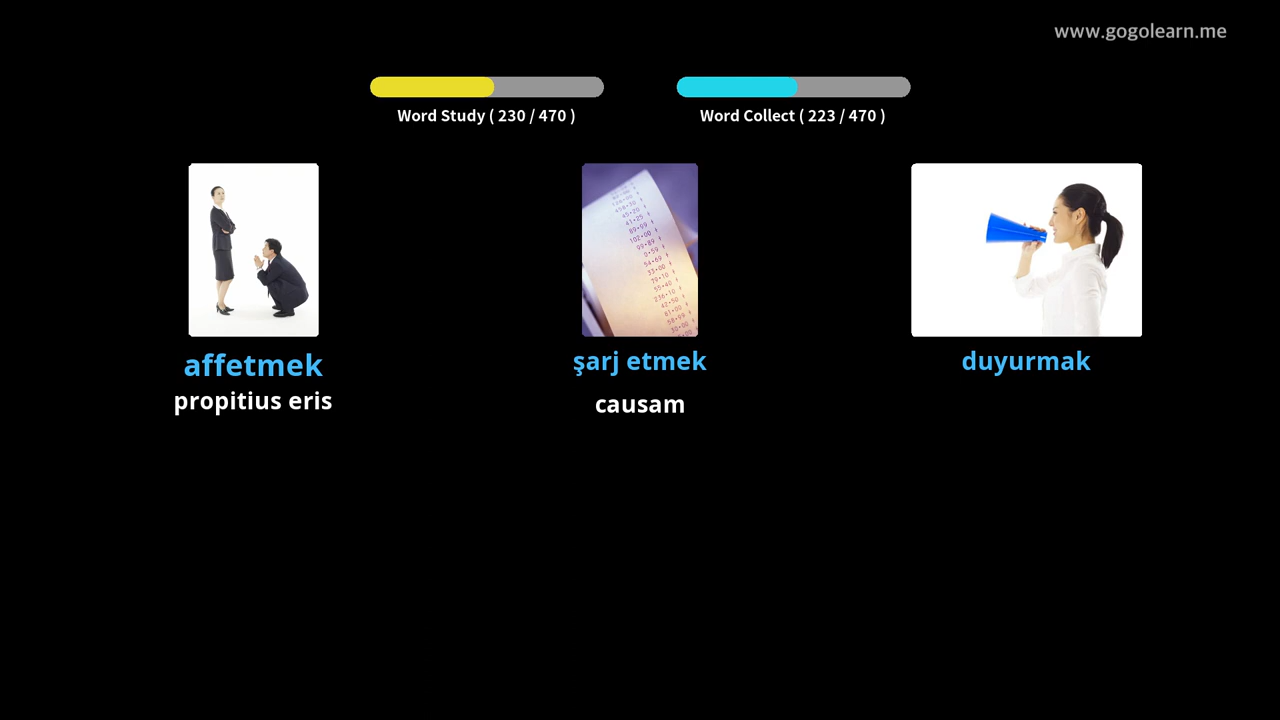 www.gogolearn.me
Word Study ( 230 / 470 )
Word Collect ( 223 / 470 )
affetmek
propitius eris
şarj etmek
causam
duyurmak